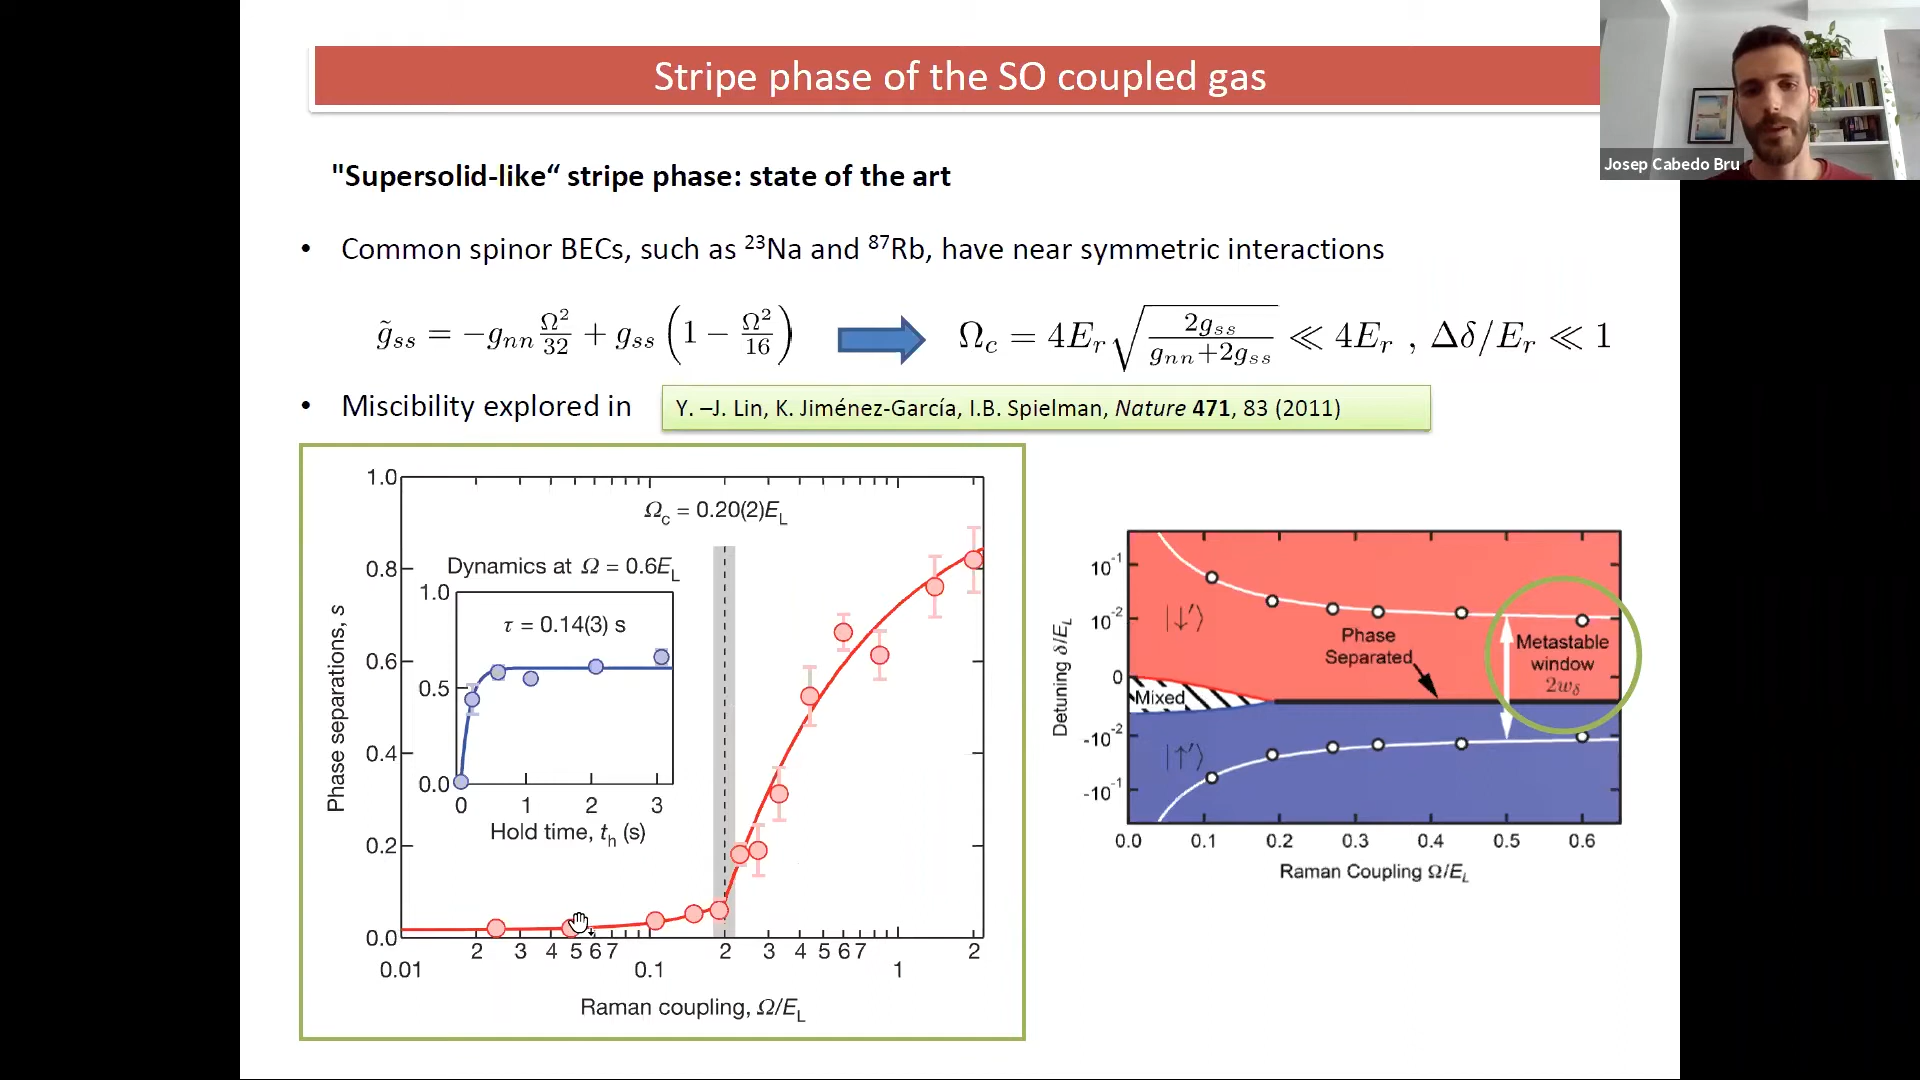 Stripe phase of the SO coupled gas
Josep Cabedo Bru
"Supersolid-like“ stripe phase: state of the art
• Common spinor BECs, such as ²³Na and ⁸⁷Rb, have near symmetric interactions
g̃ₛₛ = −gₙₙ Ω²/32 + gₛₛ (1 − Ω²/16)
Ω_c = 4E_r √(2gₛₛ/(gₙₙ+2gₛₛ)) ≪ 4E_r , Δδ/E_r ≪ 1
• Miscibility explored in
Y. –J. Lin, K. Jiménez-García, I.B. Spielman, Nature 471, 83 (2011)
Phase separation, s
1.0
0.8
0.6
0.4
0.2
0.0
Ω_c = 0.20(2)E_L
Dynamics at Ω = 0.6E_L
1.0
0.5
0.0
τ = 0.14(3) s
0 1 2 3
Hold time, t_h (s)
2 3 4 5 6 7 2 3 4 5 6 7 2
0.01 0.1 1
Raman coupling, Ω/E_L
Detuning δ/E_L
10⁻¹
10⁻²
0
-10⁻²
-10⁻¹
|↓′⟩
Phase
Separated
Metastable
window
2w_δ
Mixed
|↑′⟩
0.0 0.1 0.2 0.3 0.4 0.5 0.6
Raman Coupling Ω/E_L